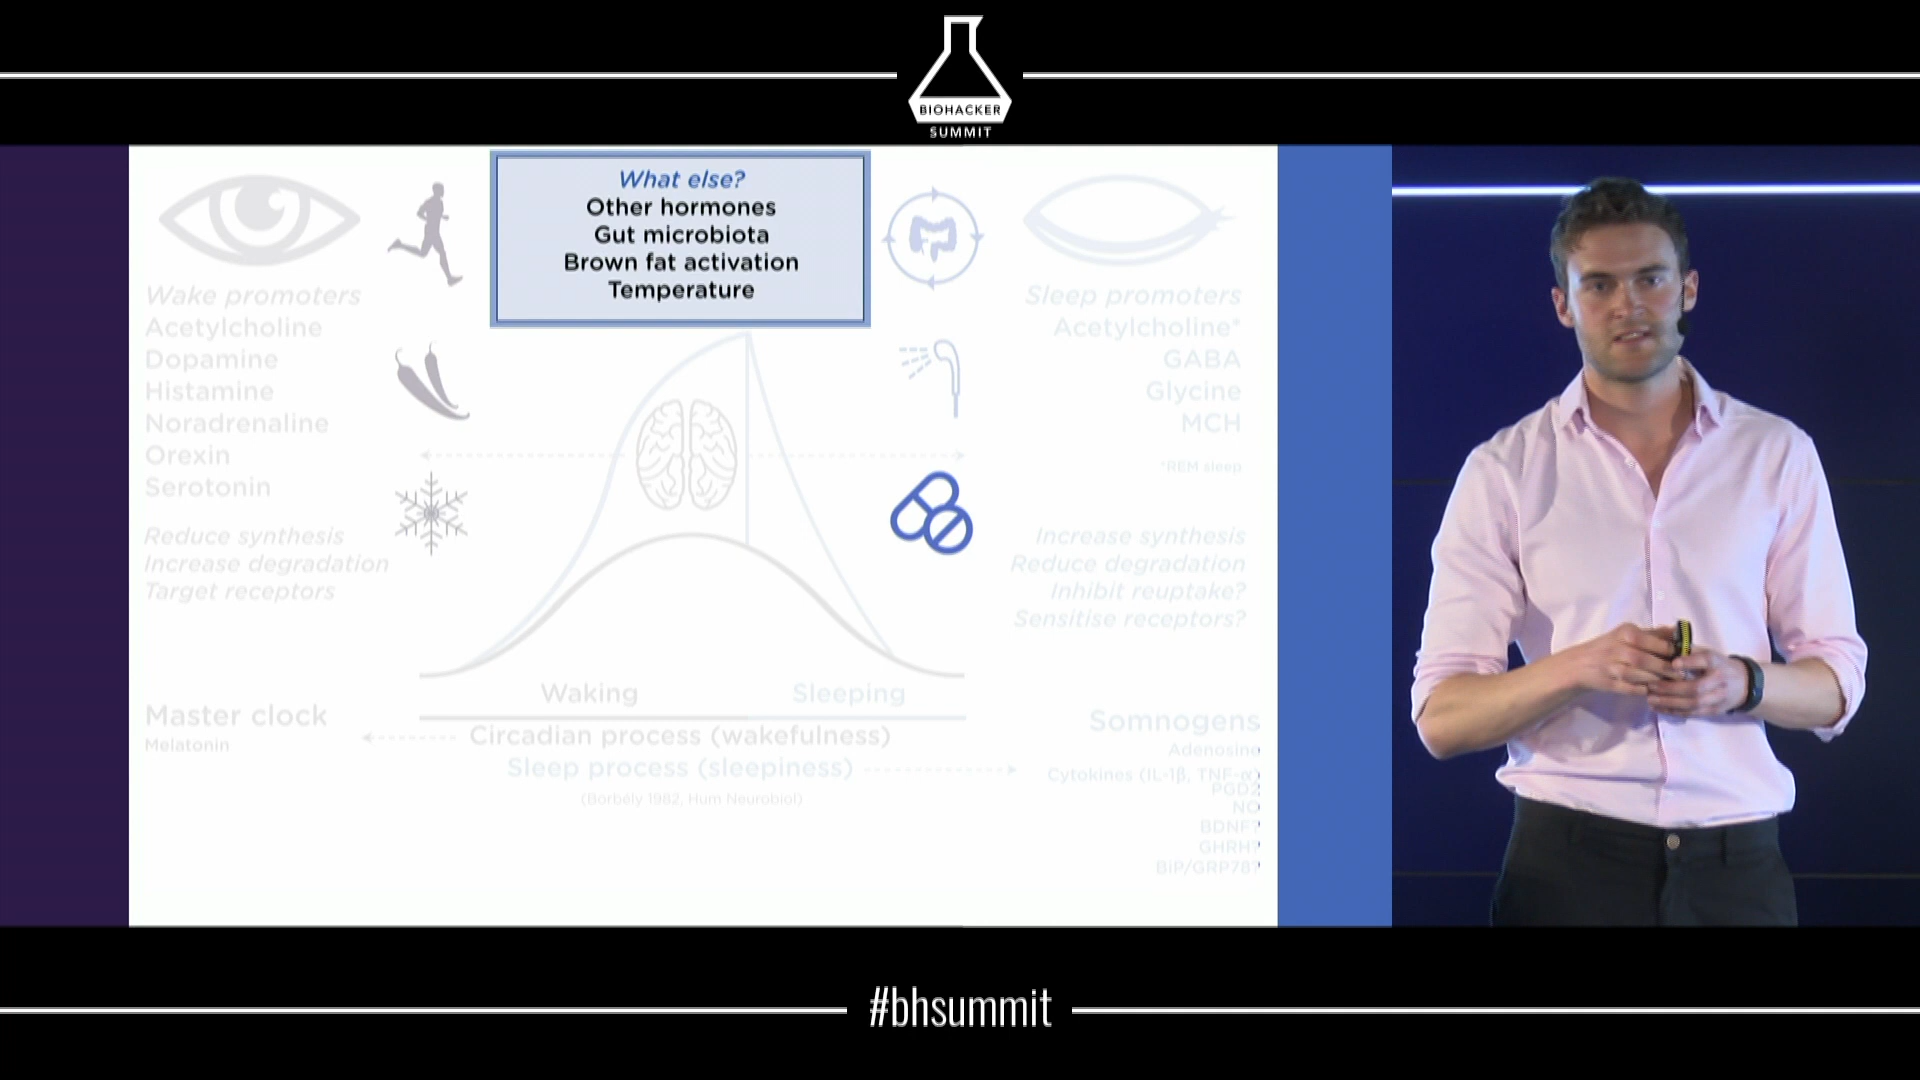 BIOHACKER
SUMMIT
What else?
Other hormones
Gut microbiota
Brown fat activation
Temperature
Wake promoters
Acetylcholine
Dopamine
Histamine
Noradrenaline
Orexin
Serotonin
Reduce synthesis
Increase degradation
Target receptors
Sleep promoters
Acetylcholine*
GABA
Glycine
MCH
*REM sleep
Increase synthesis
Reduce degradation
Inhibit reuptake?
Sensitise receptors?
Waking
Sleeping
Master clock
Melatonin
Circadian process (wakefulness)
Sleep process (sleepiness)
(Borbély 1982, Hum Neurobiol)
Somnogens
Adenosine
Cytokines (IL-1β, TNF-α)
PGD2
NO
BDNF?
GHRH?
BiP/GRP78?
#bhsummit